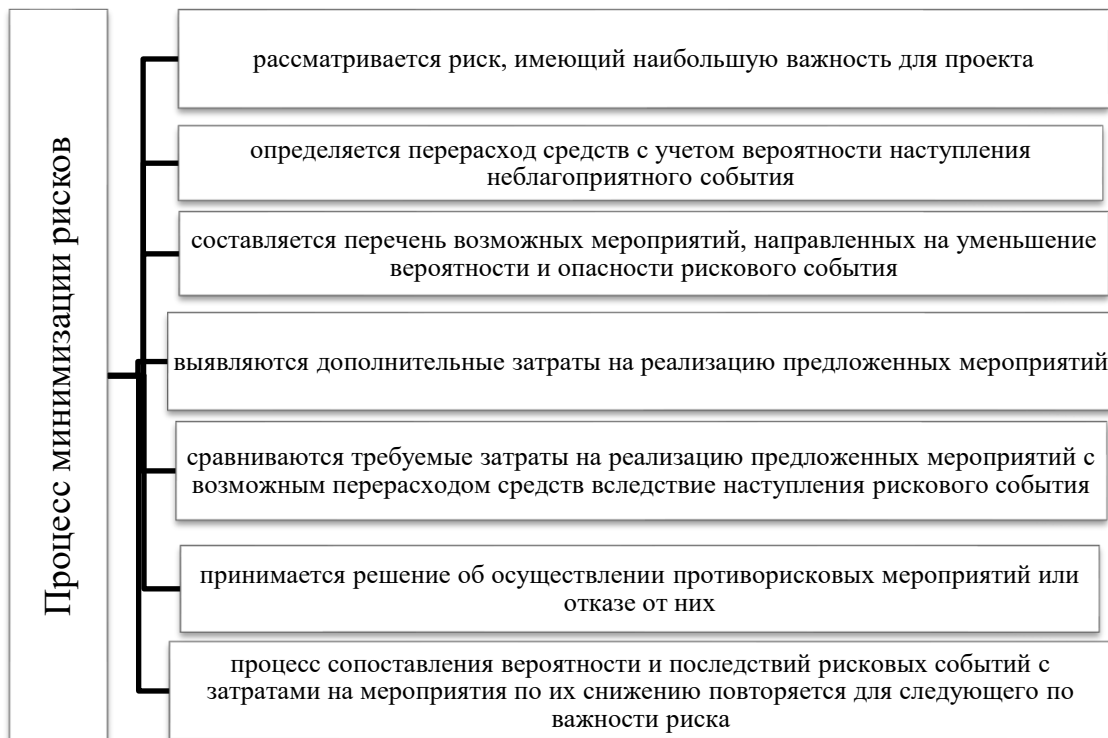 Процесс минимизации рисков
рассматривается риск, имеющий наибольшую важность для проекта
определяется перерасход средств с учетом вероятности наступления
неблагоприятного события
составляется перечень возможных мероприятий, направленных на уменьшение
вероятности и опасности рискового события
выявляются дополнительные затраты на реализацию предложенных мероприятий
сравниваются требуемые затраты на реализацию предложенных мероприятий с
возможным перерасходом средств вследствие наступления рискового события
принимается решение об осуществлении противорисковых мероприятий или
отказе от них
процесс сопоставления вероятности и последствий рисковых событий с
затратами на мероприятия по их снижению повторяется для следующего по
важности риска